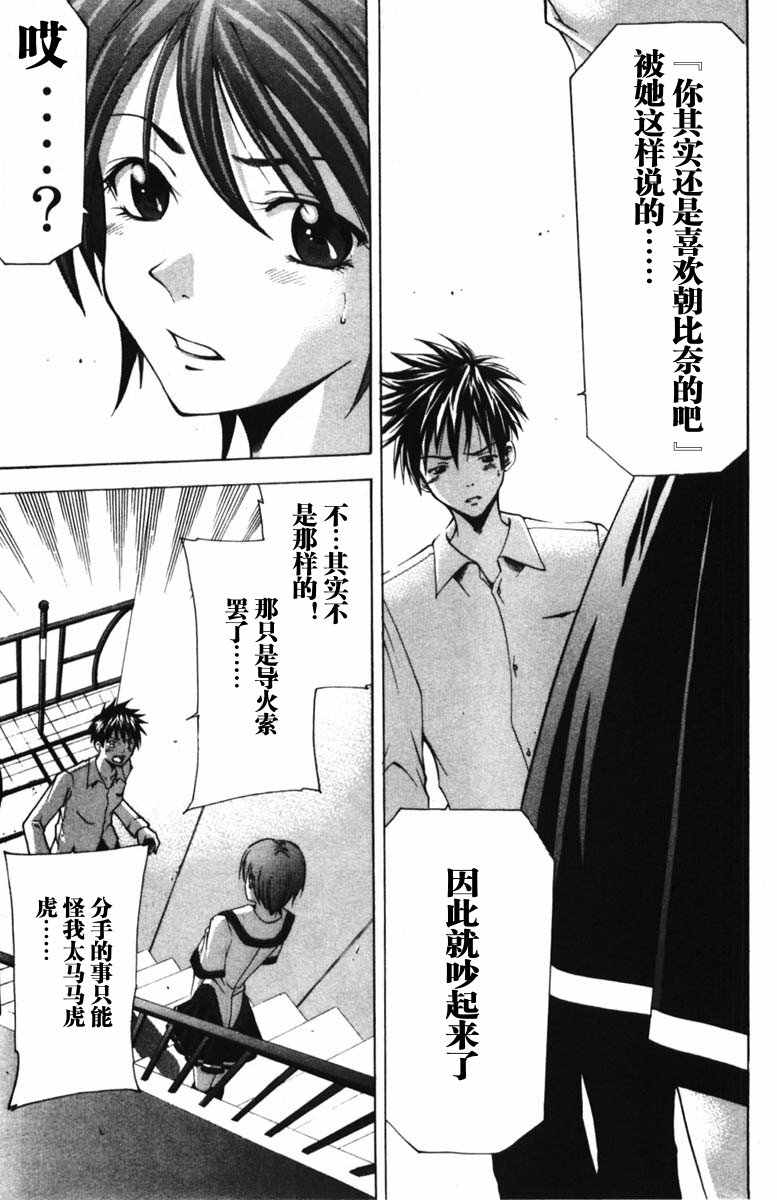 『你其实还是喜欢朝比奈的吧』
被她这样说的……
因此就吵起来了
哎……？
不…其实不
是那样的！
那只是导火索
罢了……
分手的事只能
怪我太马马虎
虎……